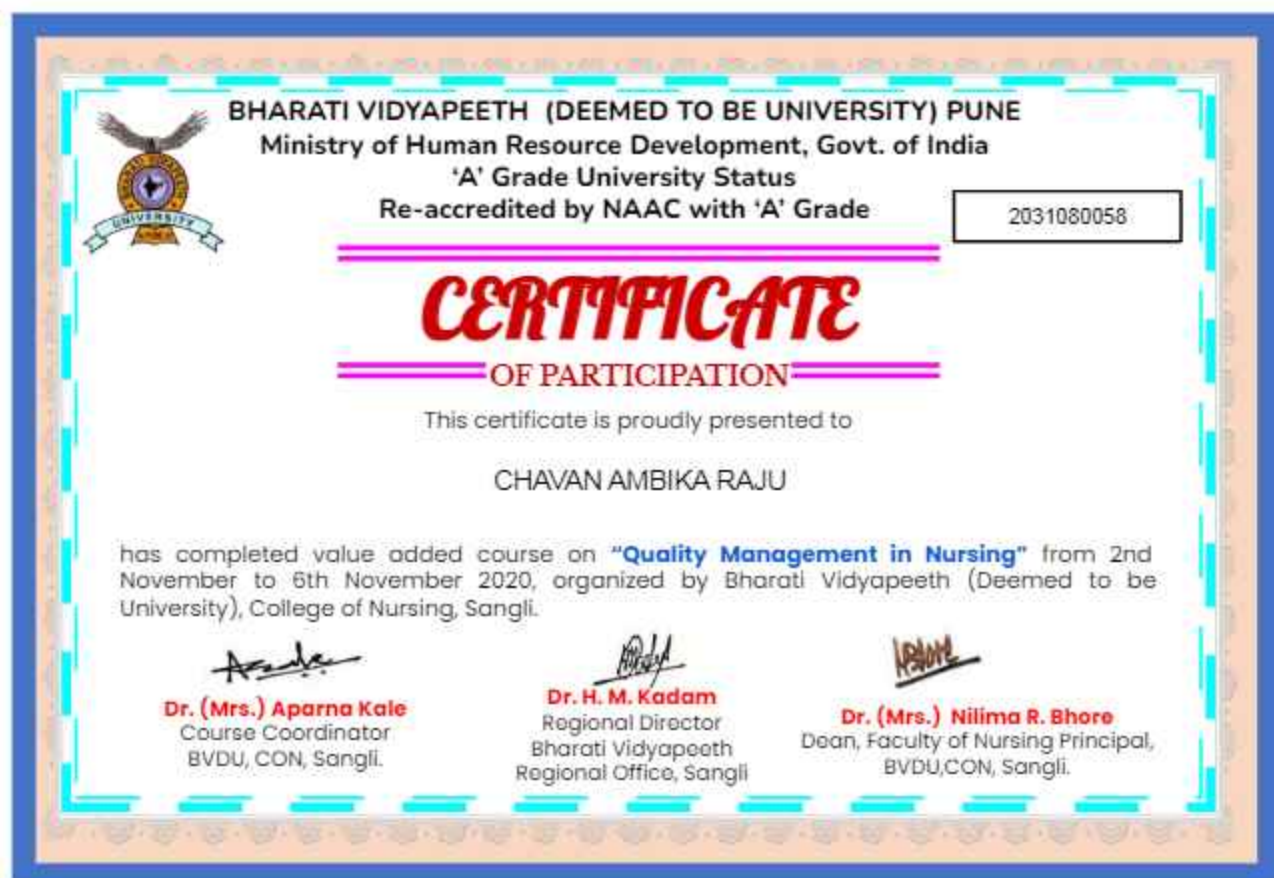 BHARATI VIDYAPEETH (DEEMED TO BE UNIVERSITY) PUNE
Ministry of Human Resource Development, Govt. of India
‘A’ Grade University Status
Re-accredited by NAAC with ‘A’ Grade
2031080058
BHARATI VIDYAPEETH
UNIVERSITY
CERTIFICATE
OF PARTICIPATION
This certificate is proudly presented to
CHAVAN AMBIKA RAJU
has completed value added course on “Quality Management in Nursing” from 2nd
November to 6th November 2020, organized by Bharati Vidyapeeth (Deemed to be
University), College of Nursing, Sangli.
Dr. (Mrs.) Aparna Kale
Course Coordinator
BVDU, CON, Sangli.
Dr. H. M. Kadam
Regional Director
Bharati Vidyapeeth
Regional Office, Sangli
Dr. (Mrs.) Nilima R. Bhore
Dean, Faculty of Nursing Principal,
BVDU,CON, Sangli.